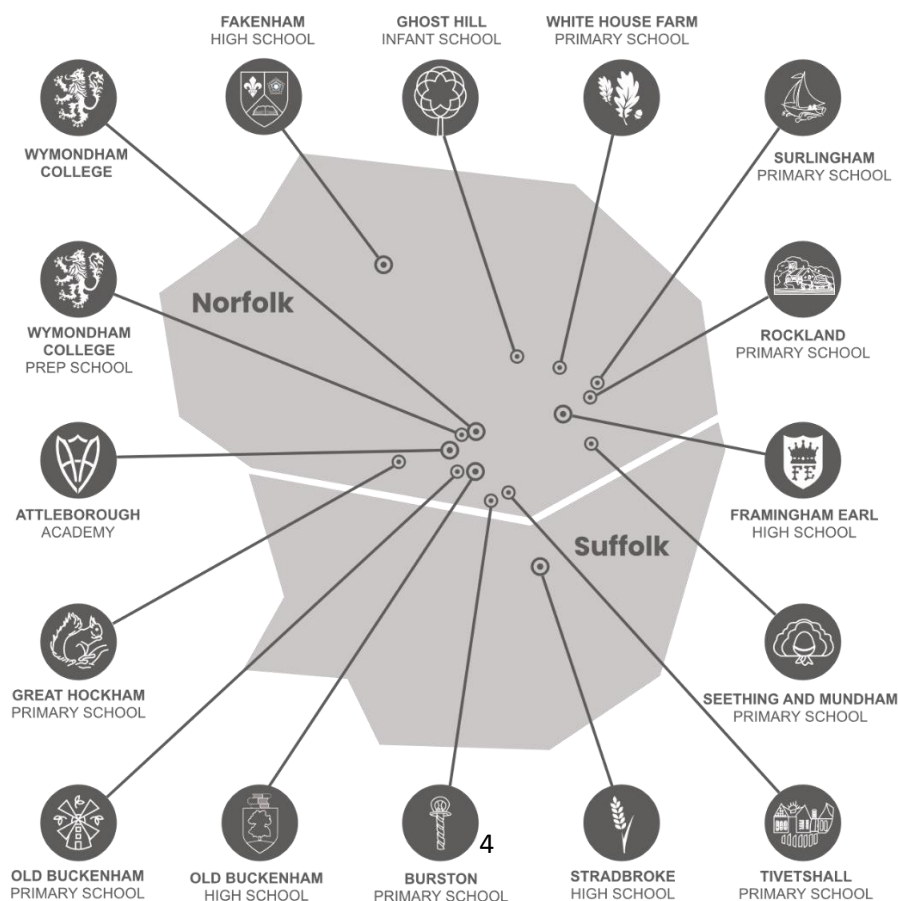 FAKENHAM
HIGH SCHOOL
GHOST HILL
INFANT SCHOOL
WHITE HOUSE FARM
PRIMARY SCHOOL
WYMONDHAM
COLLEGE
SURLINGHAM
PRIMARY SCHOOL
Norfolk
WYMONDHAM
COLLEGE
PREP SCHOOL
ROCKLAND
PRIMARY SCHOOL
ATTLEBOROUGH
ACADEMY
FE
FRAMINGHAM EARL
HIGH SCHOOL
Suffolk
GREAT HOCKHAM
PRIMARY SCHOOL
SEETHING AND MUNDHAM
PRIMARY SCHOOL
OLD BUCKENHAM
PRIMARY SCHOOL
OLD BUCKENHAM
HIGH SCHOOL
4
BURSTON
PRIMARY SCHOOL
STRADBROKE
HIGH SCHOOL
TIVETSHALL
PRIMARY SCHOOL